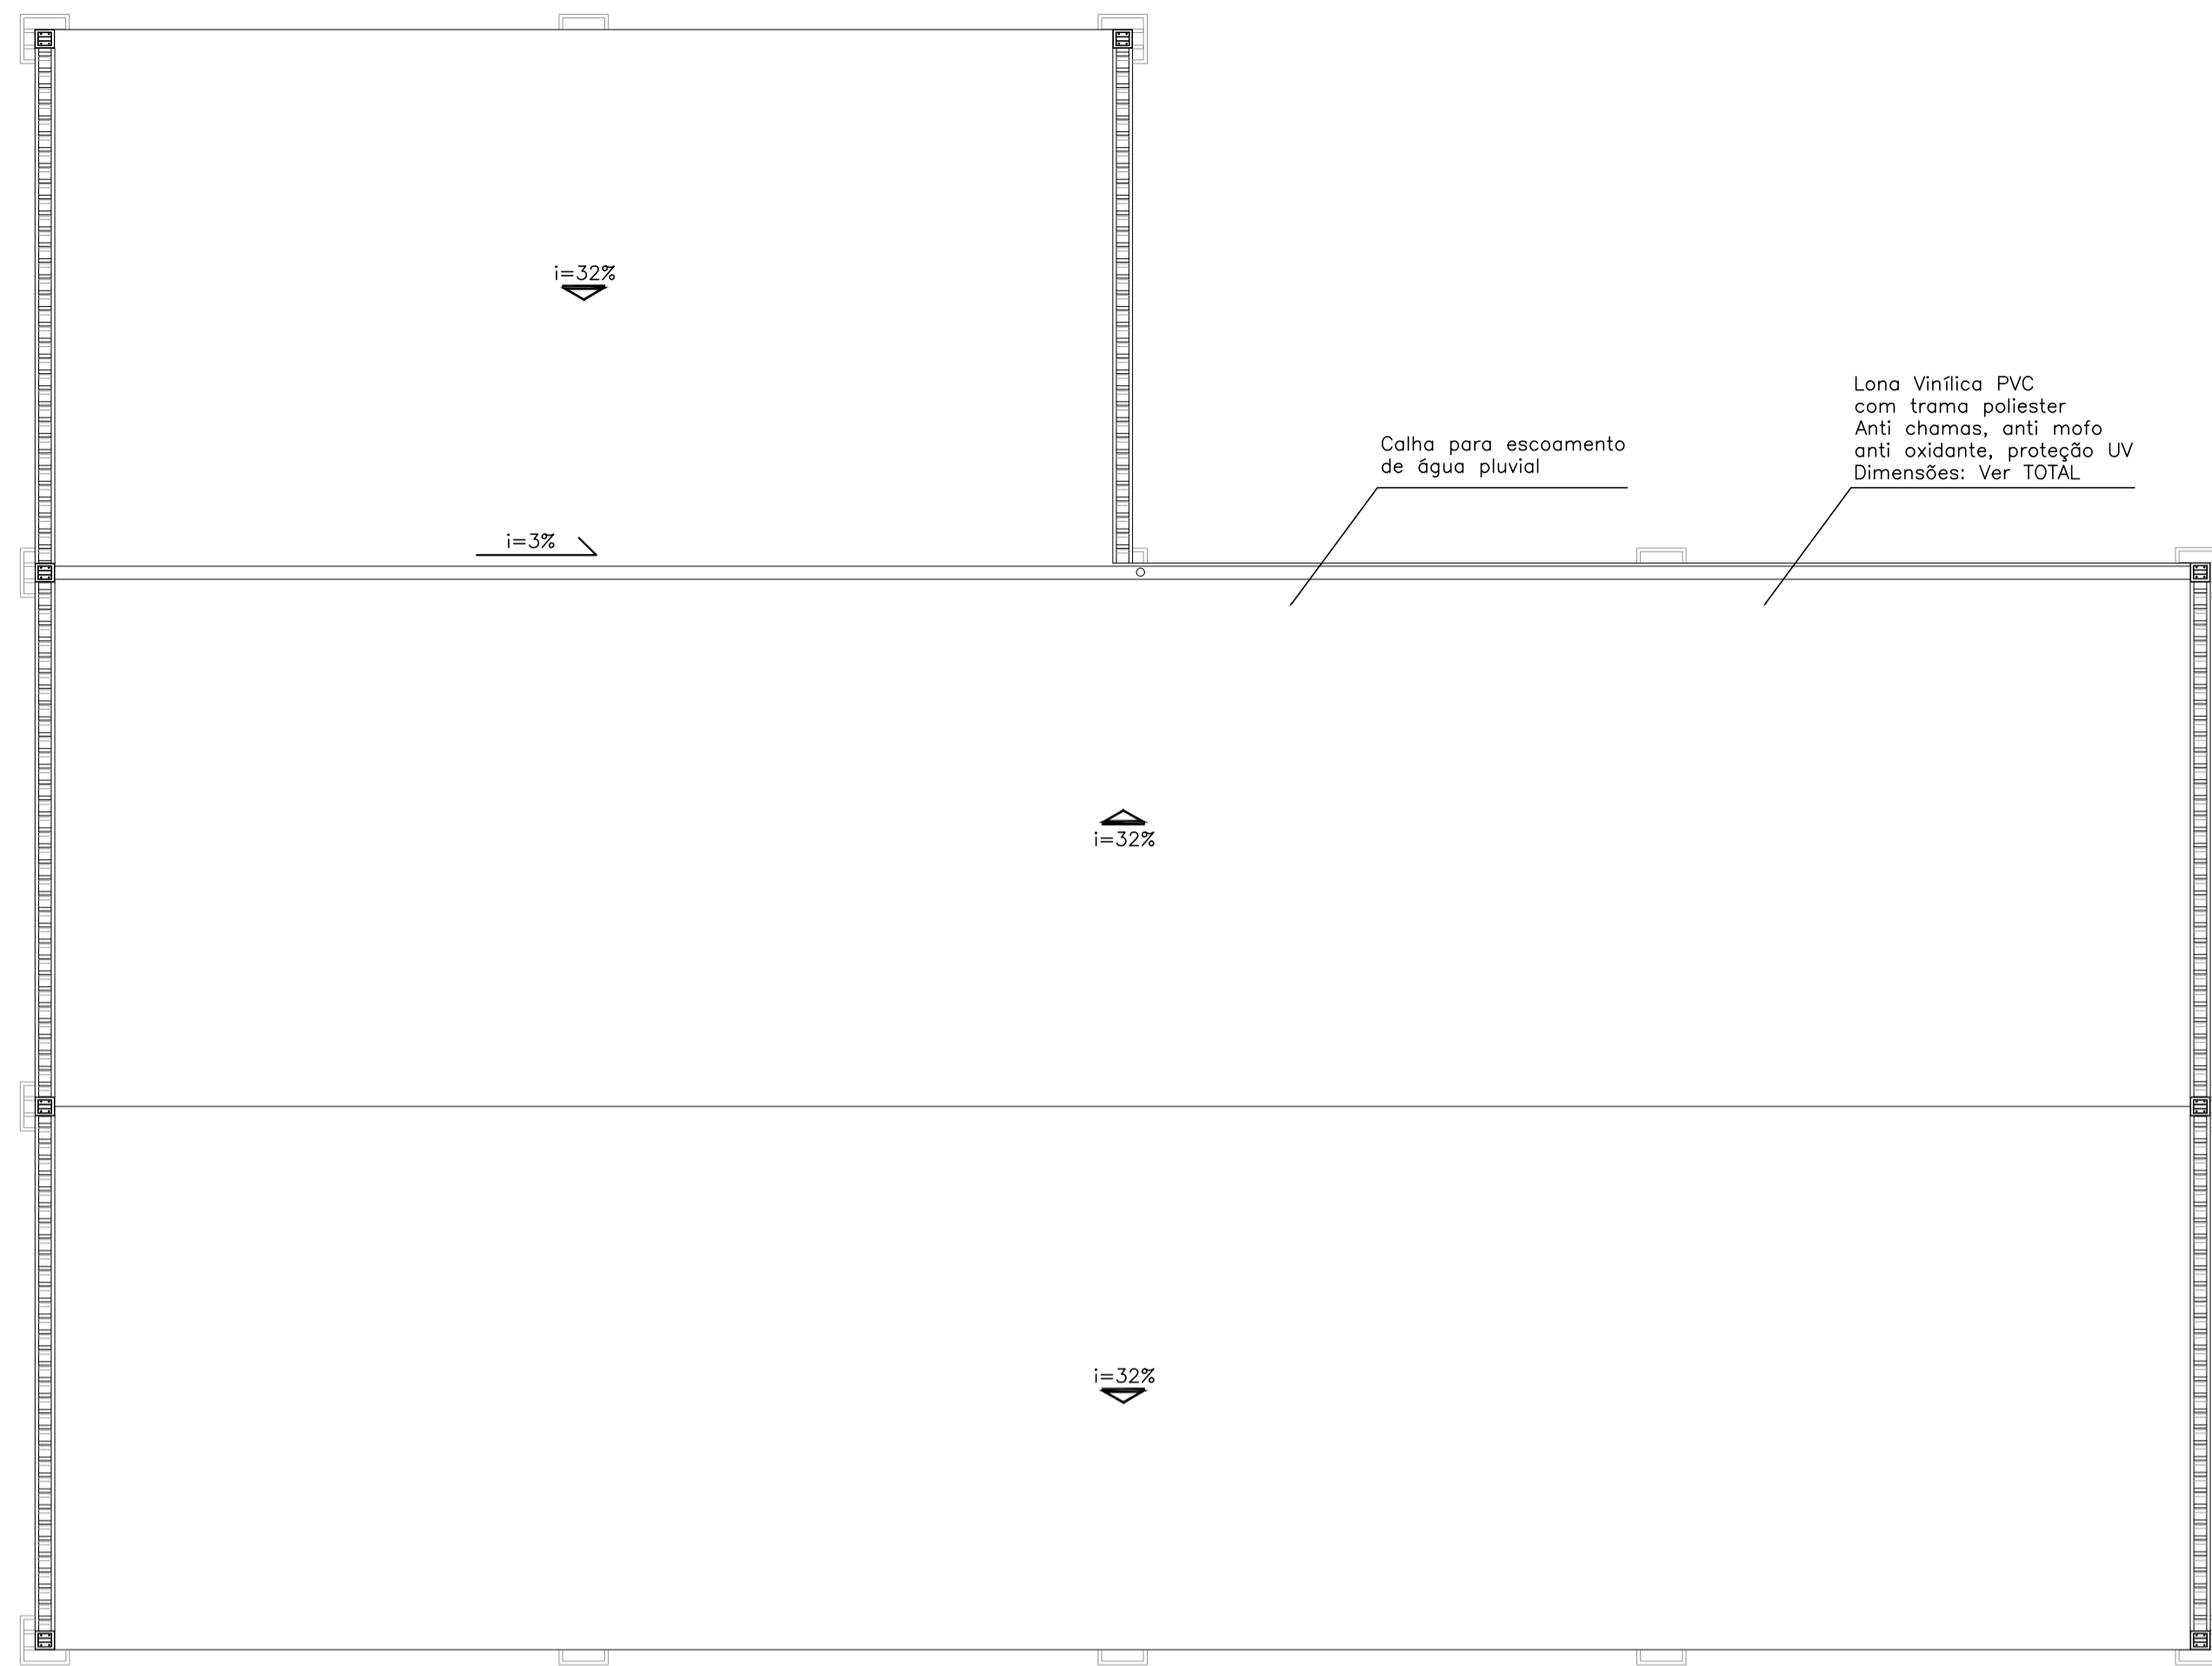 i=32%
Lona Vinílica PVC
com trama poliester
Anti chamas, anti mofo
anti oxidante, proteção UV
Dimensões: Ver TOTAL
Calha para escoamento
de água pluvial
i=3%
i=32%
i=32%